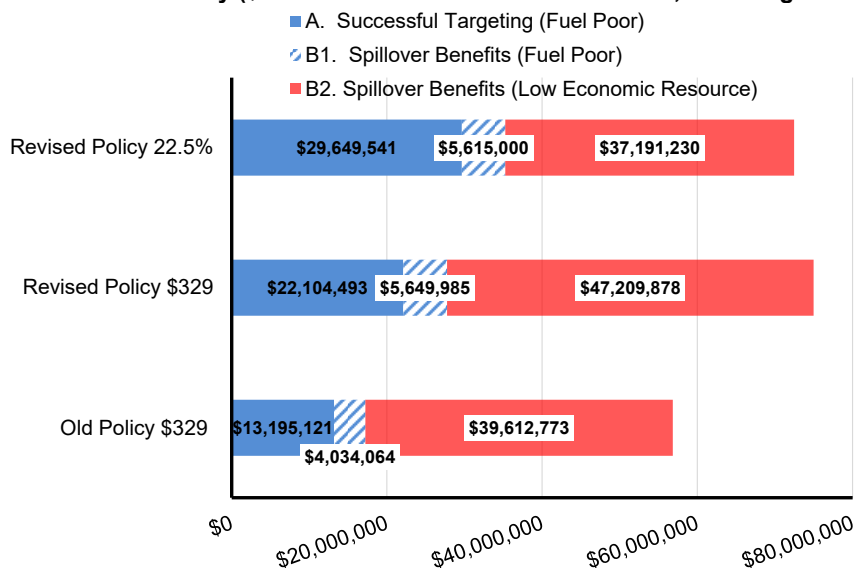 A. Successful Targeting (Fuel Poor)
B1. Spillover Benefits (Fuel Poor)
B2. Spillover Benefits (Low Economic Resource)
Revised Policy 22.5%
$29,649,541
$5,615,000
$37,191,230
Revised Policy $329
$22,104,493
$5,649,985
$47,209,878
Old Policy $329
$13,195,121
$4,034,064
$39,612,773
$0
$20,000,000
$40,000,000
$60,000,000
$80,000,000